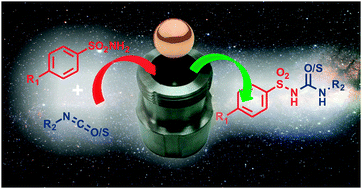 SO₂NH₂
R₁
+
R₂
N=C=O/S
O₂
S
N
H
O/S
N
H
R₂
R₁